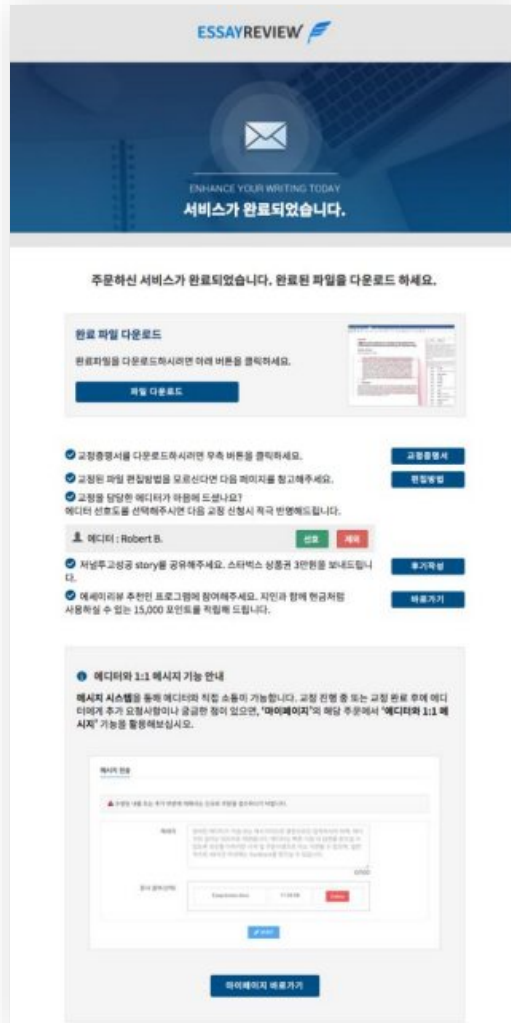 ESSAYREVIEW
ENHANCE YOUR WRITING TODAY
서비스가 완료되었습니다.
주문하신 서비스가 완료되었습니다. 완료된 파일을 다운로드 하세요.
완료 파일 다운로드
완료파일을 다운로드하시려면 아래 버튼을 클릭하세요.
파일 다운로드
교정증명서를 다운로드하시려면 우측 버튼을 클릭하세요.
교정증명서
교정된 파일 편집방법을 모르신다면 다음 페이지를 참고해주세요.
편집방법
교정을 담당한 에디터가 마음에 드셨나요?
에디터 선호도를 선택해주시면 다음 교정 신청시 적극 반영해드립니다.
에디터 : Robert B.
선호
제외
저널투고성공 story를 공유해주세요. 스타벅스 상품권 3만원을 보내드립니
다.
후기작성
에세이리뷰 추천인 프로그램에 참여해주세요. 지인과 함께 현금처럼
사용하실 수 있는 15,000 포인트를 적립해 드립니다.
바로가기
에디터와 1:1 메시지 기능 안내
메시지 시스템을 통해 에디터와 직접 소통이 가능합니다. 교정 진행 중 또는 교정 완료 후에 에디
터에게 추가 요청사항이나 궁금한 점이 있으면, '마이페이지'의 해당 주문에서 '에디터와 1:1 메
시지' 기능을 활용해보십시오.
메시지 전송
메시지
마이페이지 바로가기